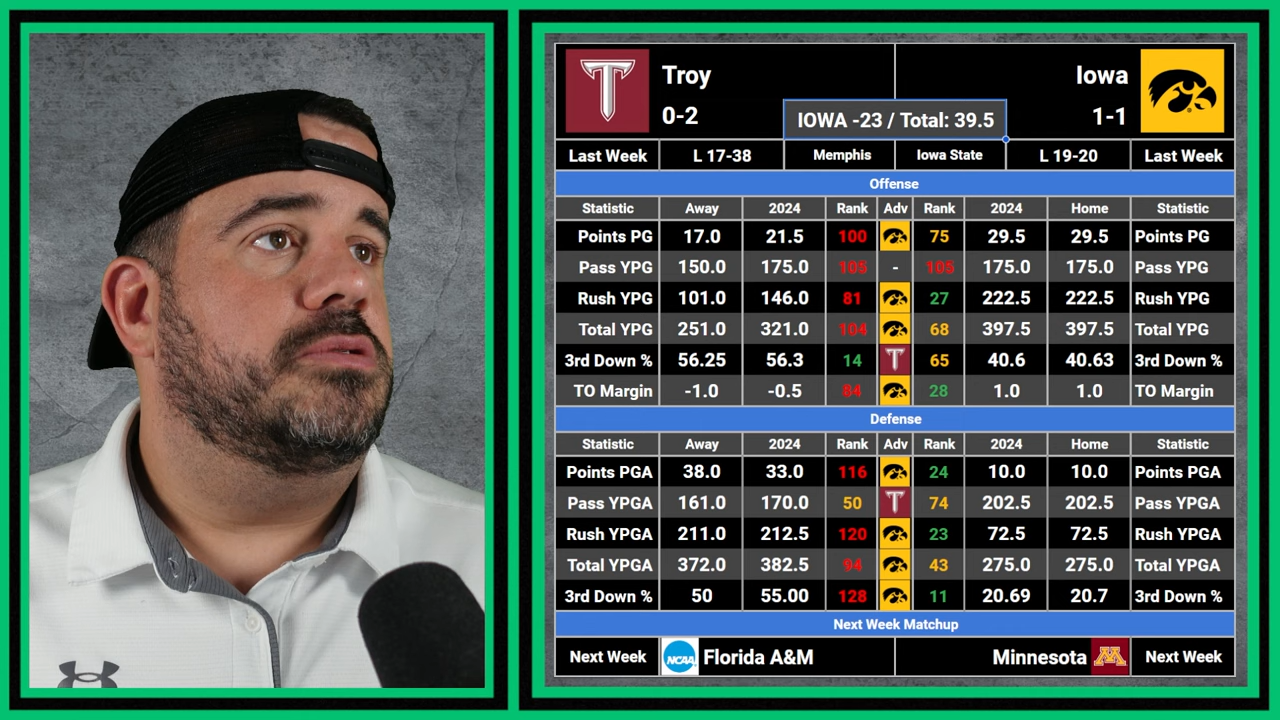 Troy Iowa
0-2 IOWA -23 / Total: 39.5 1-1
Last Week L 17-38 Memphis Iowa State L 19-20 Last Week
Offense
Statistic Away 2024 Rank Adv Rank 2024 Home Statistic
Points PG 17.0 21.5 100 75 29.5 29.5 Points PG
Pass YPG 150.0 175.0 105 - 105 175.0 175.0 Pass YPG
Rush YPG 101.0 146.0 81 27 222.5 222.5 Rush YPG
Total YPG 251.0 321.0 104 68 397.5 397.5 Total YPG
3rd Down % 56.25 56.3 14 T 65 40.6 40.63 3rd Down %
TO Margin -1.0 -0.5 84 28 1.0 1.0 TO Margin
Defense
Statistic Away 2024 Rank Adv Rank 2024 Home Statistic
Points PGA 38.0 33.0 116 24 10.0 10.0 Points PGA
Pass YPGA 161.0 170.0 50 T 74 202.5 202.5 Pass YPGA
Rush YPGA 211.0 212.5 120 23 72.5 72.5 Rush YPGA
Total YPGA 372.0 382.5 94 43 275.0 275.0 Total YPGA
3rd Down % 50 55.00 128 11 20.69 20.7 3rd Down %
Next Week Matchup
Next Week NCAA Florida A&M Minnesota M Next Week